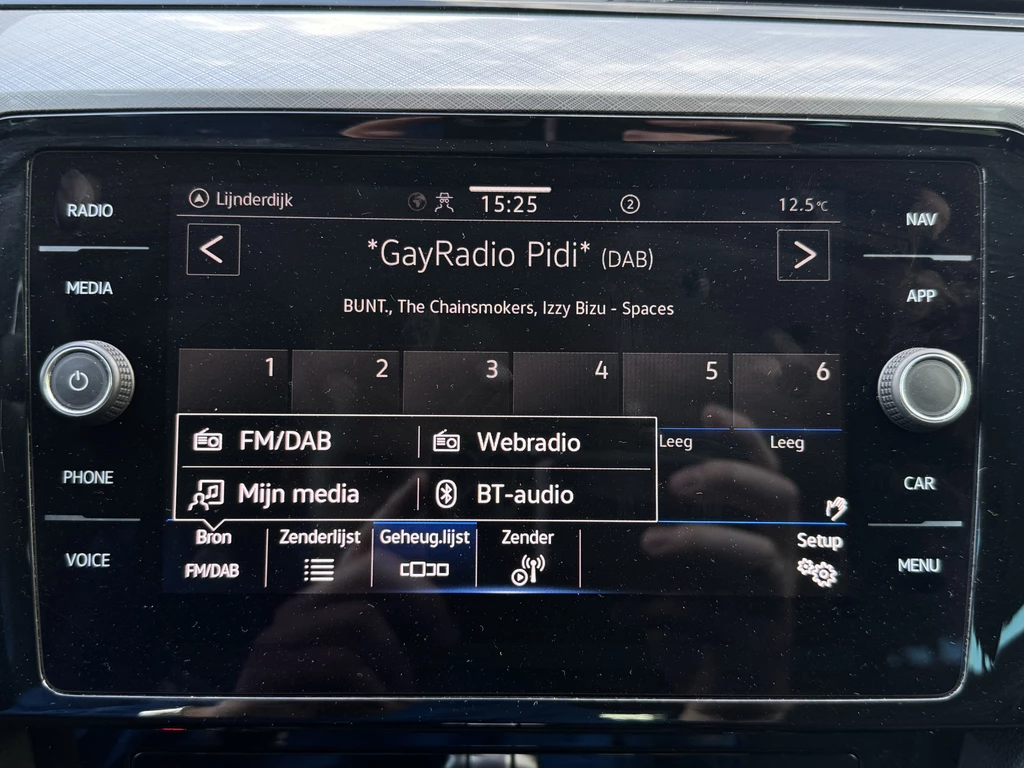 RADIO
MEDIA
PHONE
VOICE
Lijnderdijk
15:25
2
12.5°C
*GayRadio Pidi* (DAB)
BUNT., The Chainsmokers, Izzy Bizu - Spaces
1 2 3 4 5 6
Leeg Leeg
FM/DAB Webradio
Mijn media BT-audio
Bron Zenderlijst Geheug.lijst Zender Setup
FM/DAB
NAV
APP
CAR
MENU